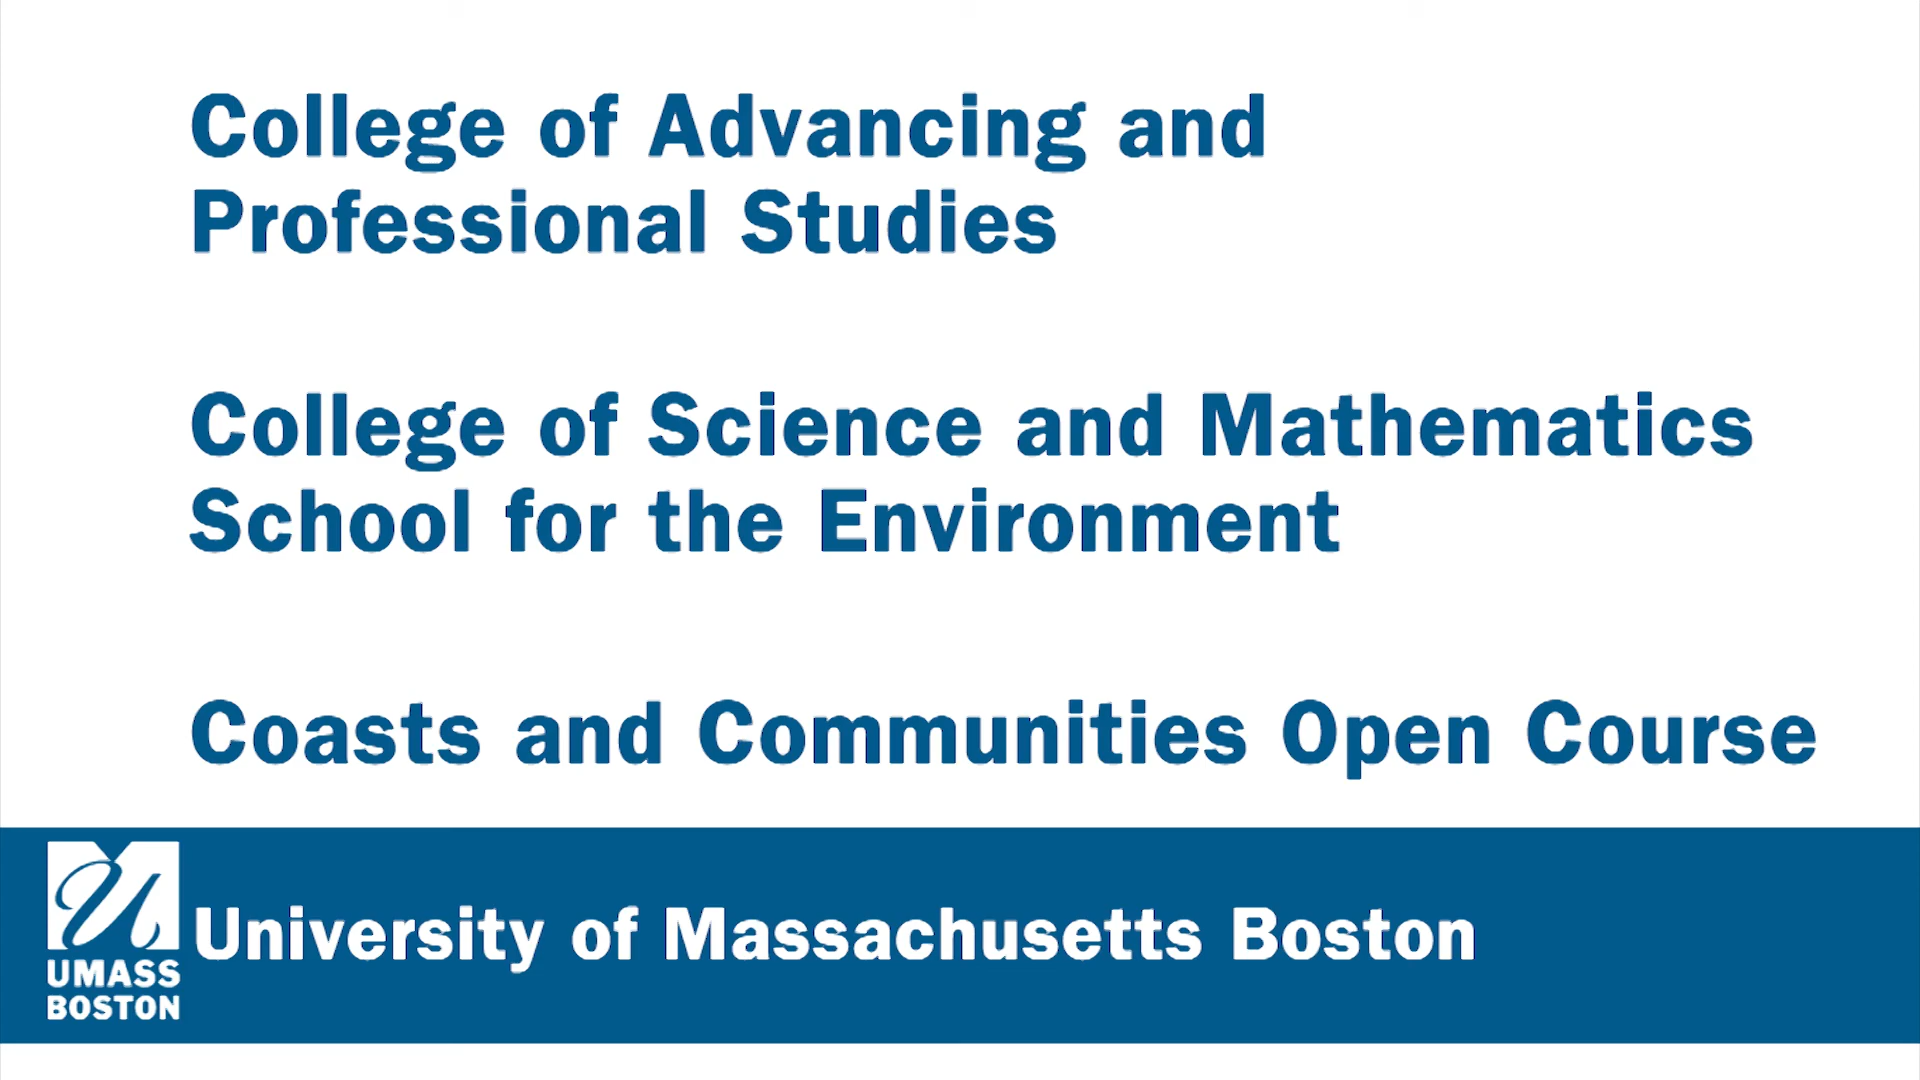 College of Advancing and
Professional Studies
College of Science and Mathematics
School for the Environment
Coasts and Communities Open Course
University of Massachusetts Boston
UMASS
BOSTON